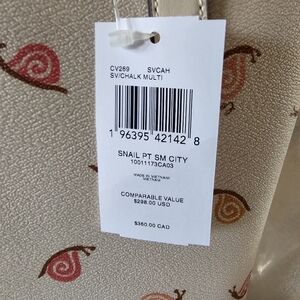 CV269 SVCAH
SV/CHALK MULTI
1 96395 42142 8
SNAIL PT SM CITY
10011173CA03
MADE IN VIETNAM
VIETNAM
COMPARABLE VALUE
$298.00 USD
$360.00 CAD